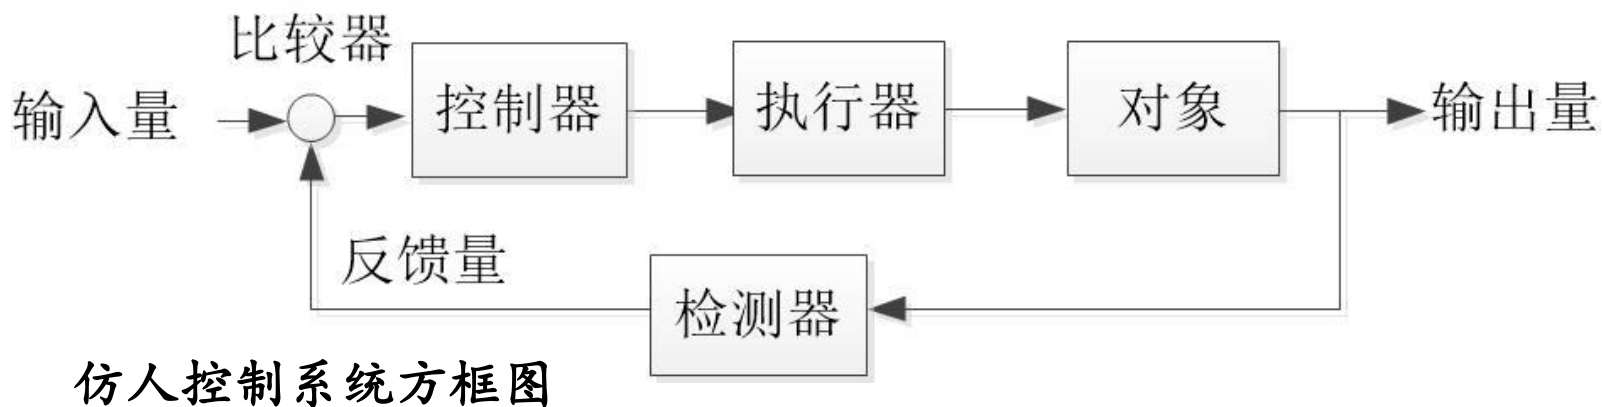 比较器
输入量
控制器
执行器
对象
输出量
反馈量
检测器
仿人控制系统方框图